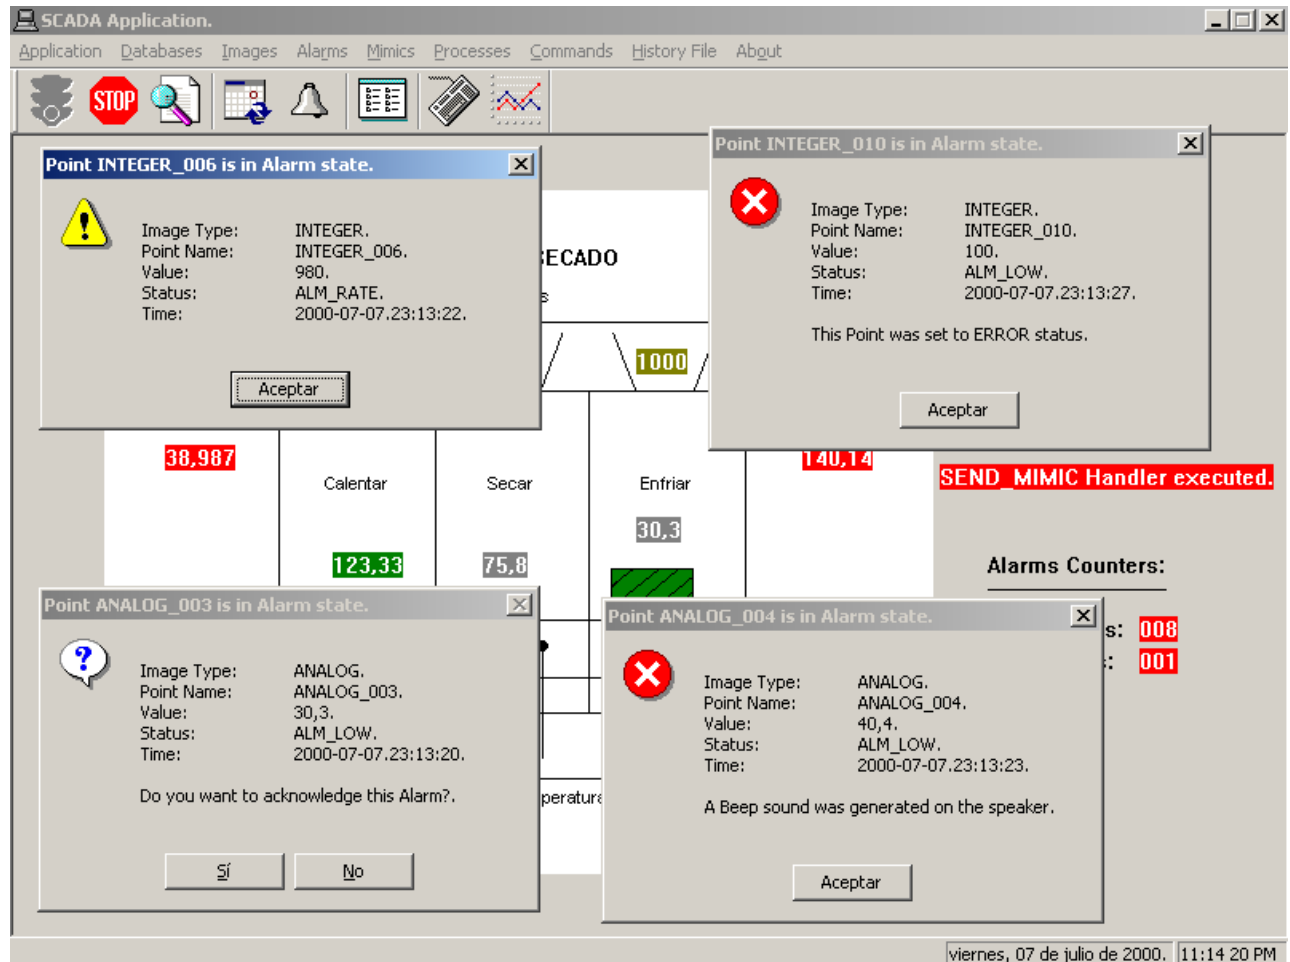 SCADA Application.
Application Databases Images Alarms Mimics Processes Commands History File About
STOP
Point INTEGER_006 is in Alarm state.
Image Type: INTEGER.
Point Name: INTEGER_006.
Value: 980.
Status: ALM_RATE.
Time: 2000-07-07.23:13:22.
Aceptar
Point INTEGER_010 is in Alarm state.
Image Type: INTEGER.
Point Name: INTEGER_010.
Value: 100.
Status: ALM_LOW.
Time: 2000-07-07.23:13:27.
This Point was set to ERROR status.
Aceptar
1000
38,987
140,14
Calentar
Secar
Enfriar
30,3
123,33
75,8
SEND_MIMIC Handler executed.
Alarms Counters:
008
001
Point ANALOG_003 is in Alarm state.
Image Type: ANALOG.
Point Name: ANALOG_003.
Value: 30,3.
Status: ALM_LOW.
Time: 2000-07-07.23:13:20.
Do you want to acknowledge this Alarm?.
Sí No
Point ANALOG_004 is in Alarm state.
Image Type: ANALOG.
Point Name: ANALOG_004.
Value: 40,4.
Status: ALM_LOW.
Time: 2000-07-07.23:13:23.
A Beep sound was generated on the speaker.
Aceptar
viernes, 07 de julio de 2000. 11:14 20 PM